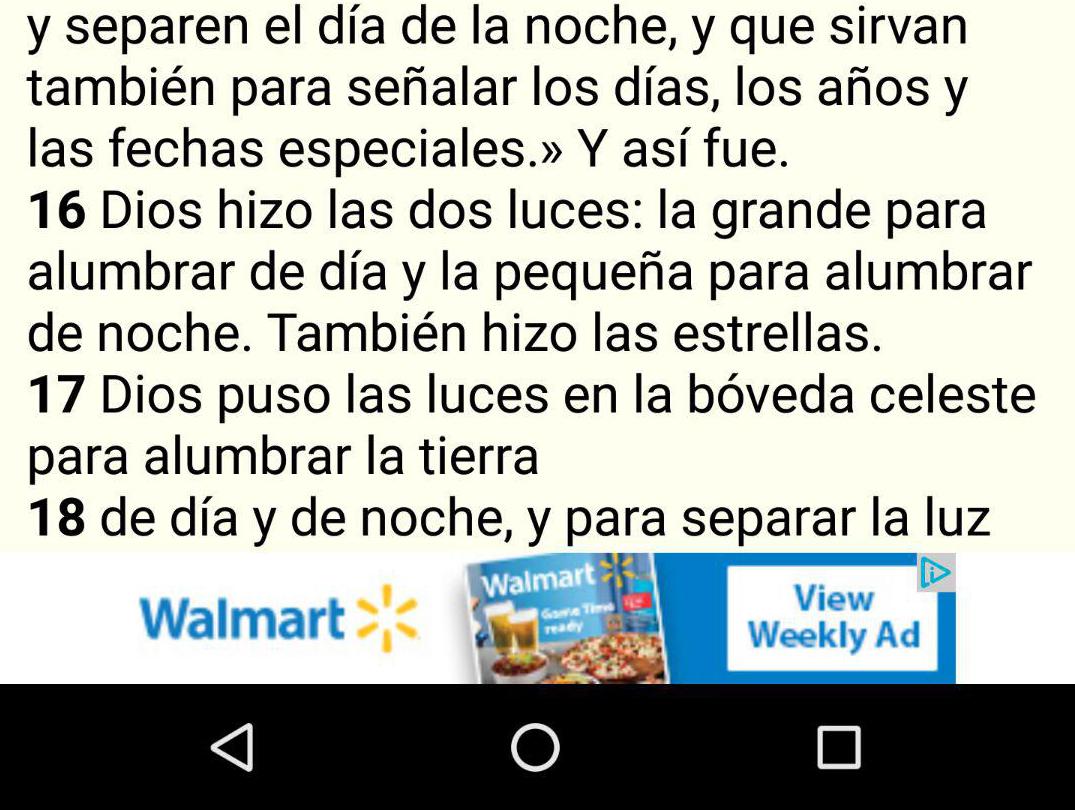 y separen el día de la noche, y que sirvan
también para señalar los días, los años y
las fechas especiales.» Y así fue.
16 Dios hizo las dos luces: la grande para
alumbrar de día y la pequeña para alumbrar
de noche. También hizo las estrellas.
17 Dios puso las luces en la bóveda celeste
para alumbrar la tierra
18 de día y de noche, y para separar la luz
Walmart
Walmart
Game Time
ready
View
Weekly Ad